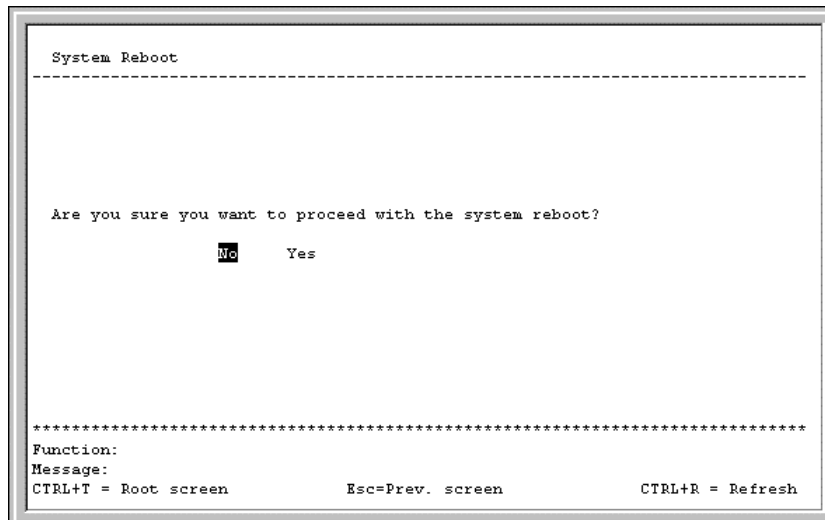 System Reboot
--------------------------------------------------------------------------------
Are you sure you want to proceed with the system reboot?
No Yes
********************************************************************************
Function:
Message:
CTRL+T = Root screen Esc=Prev. screen CTRL+R = Refresh